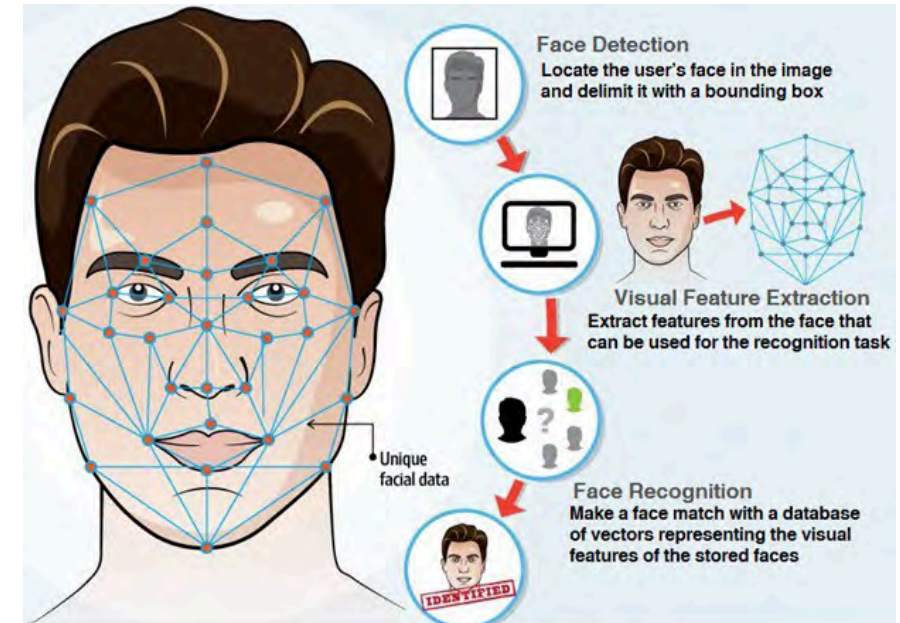 Face Detection
Locate the user's face in the image
and delimit it with a bounding box
Visual Feature Extraction
Extract features from the face that
can be used for the recognition task
?
Unique
facial data
Face Recognition
Make a face match with a database
of vectors representing the visual
features of the stored faces
IDENTIFIED